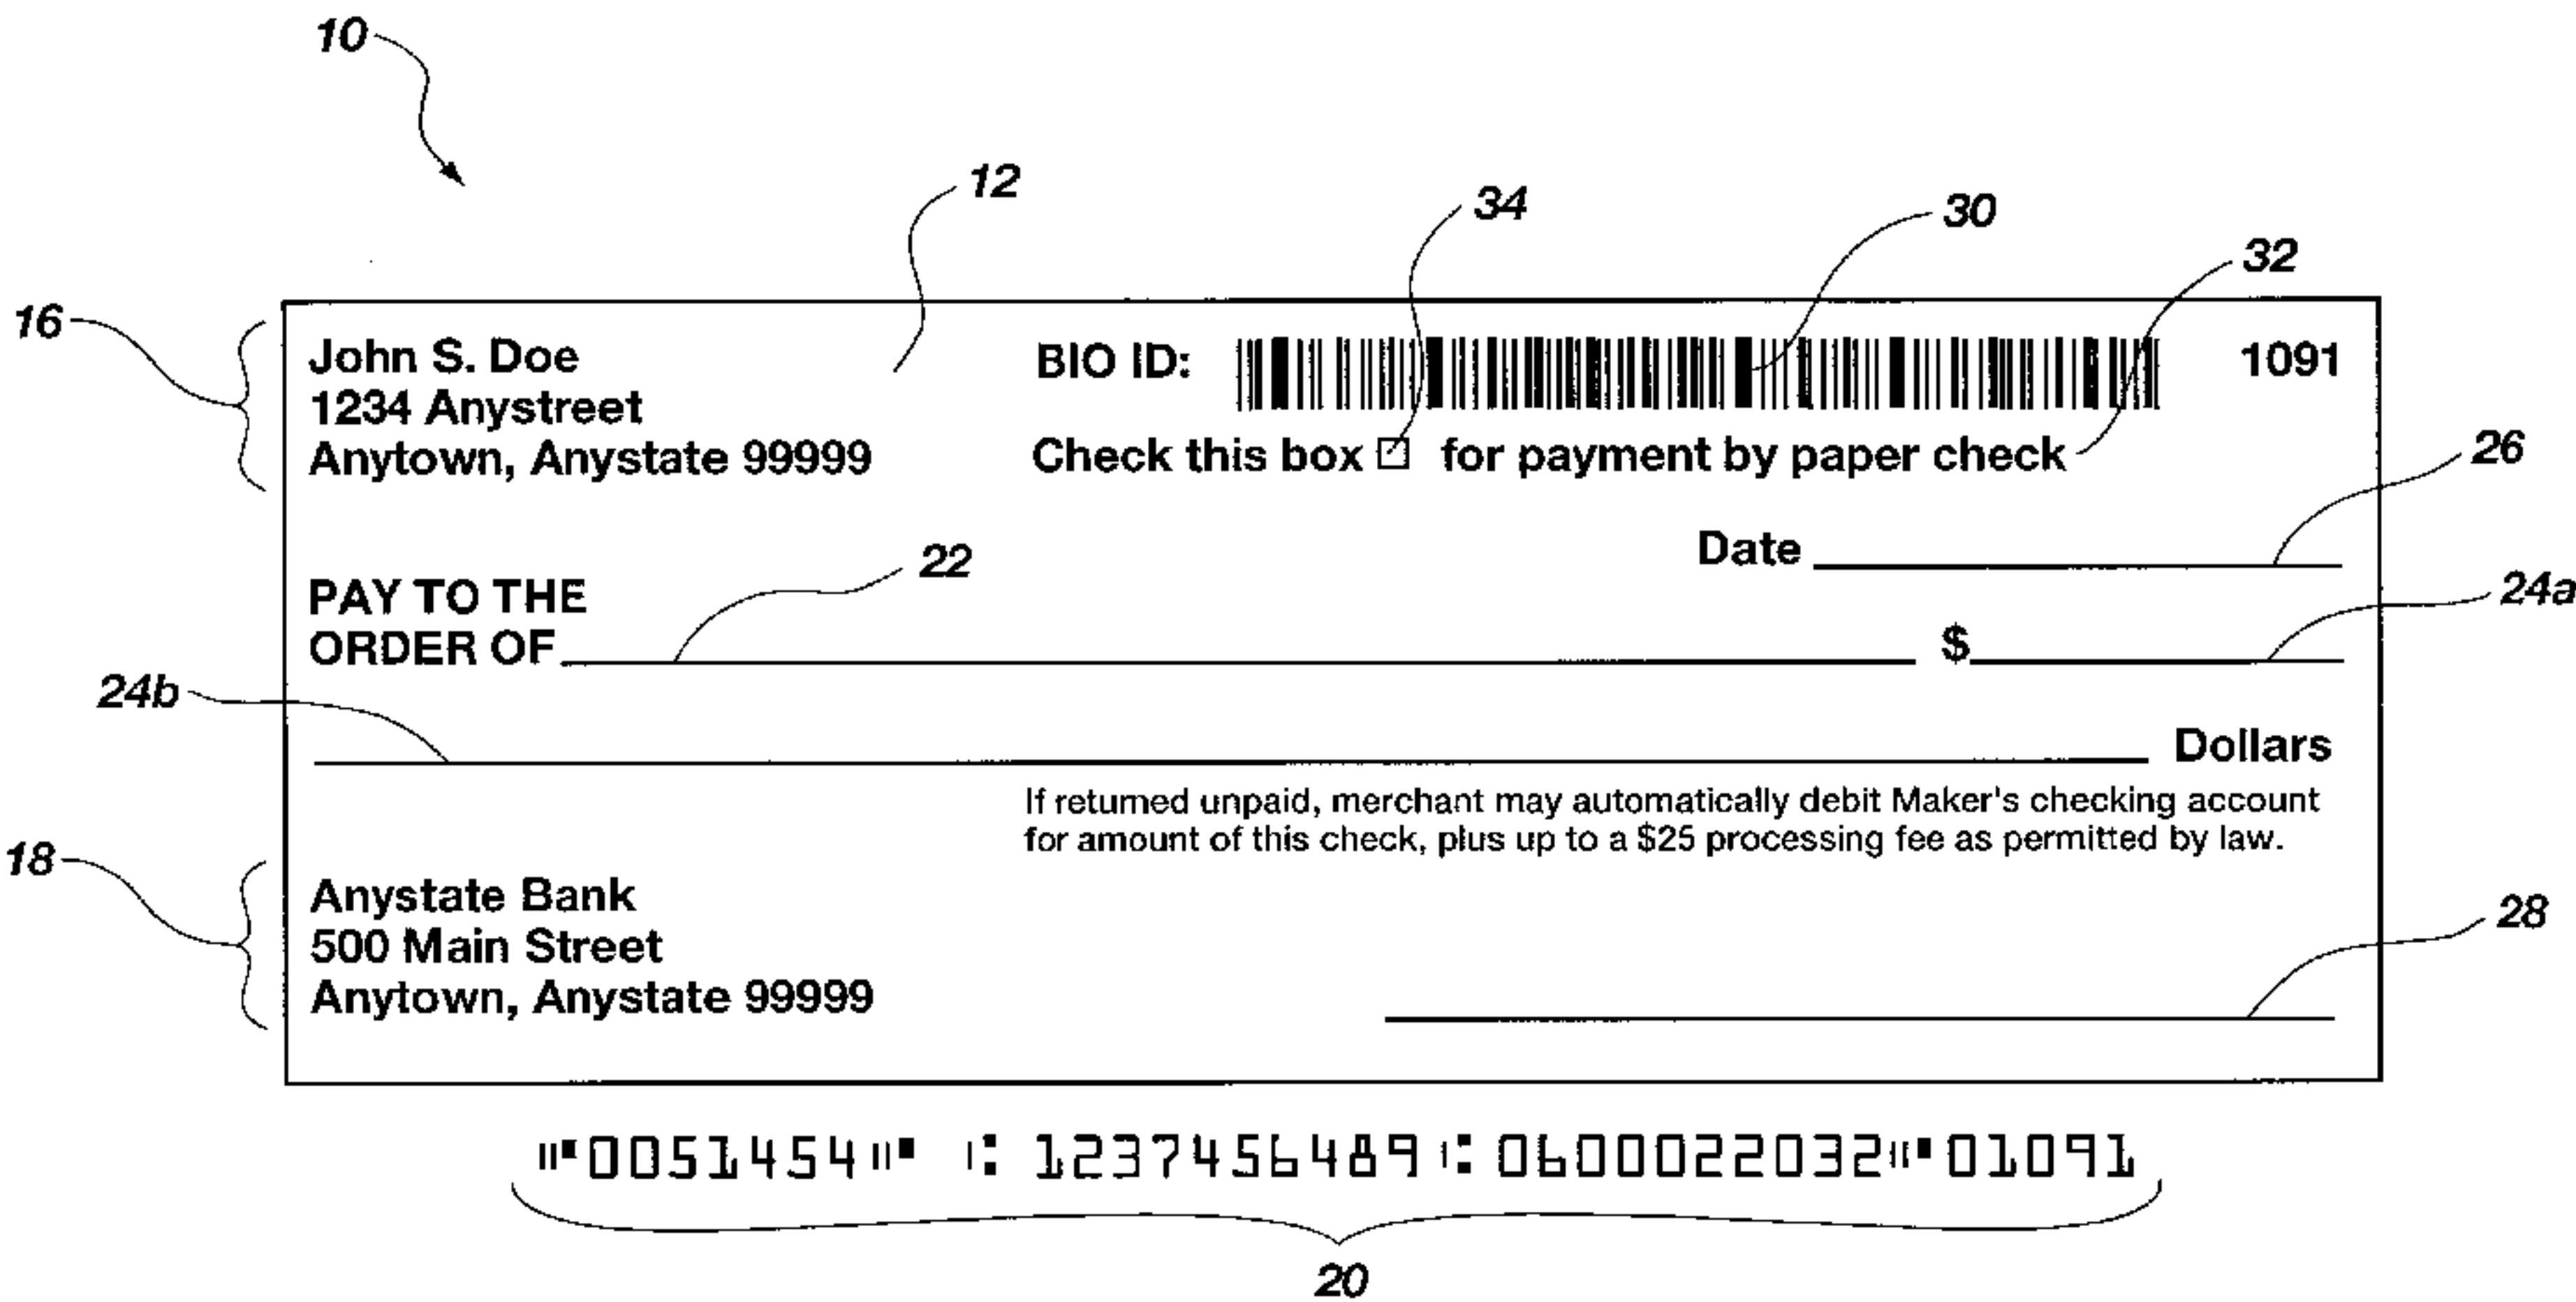 10
12
34
30
32
16
John S. Doe
1234 Anystreet
Anytown, Anystate 99999
BIO ID:
1091
Check this box for payment by paper check
26
Date
22
PAY TO THE
ORDER OF
$
24a
24b
Dollars
If returned unpaid, merchant may automatically debit Maker's checking account
for amount of this check, plus up to a $25 processing fee as permitted by law.
18
Anystate Bank
500 Main Street
Anytown, Anystate 99999
28
⑈0051454⑈ ⑆1237456489⑆0600022032⑈01091
20